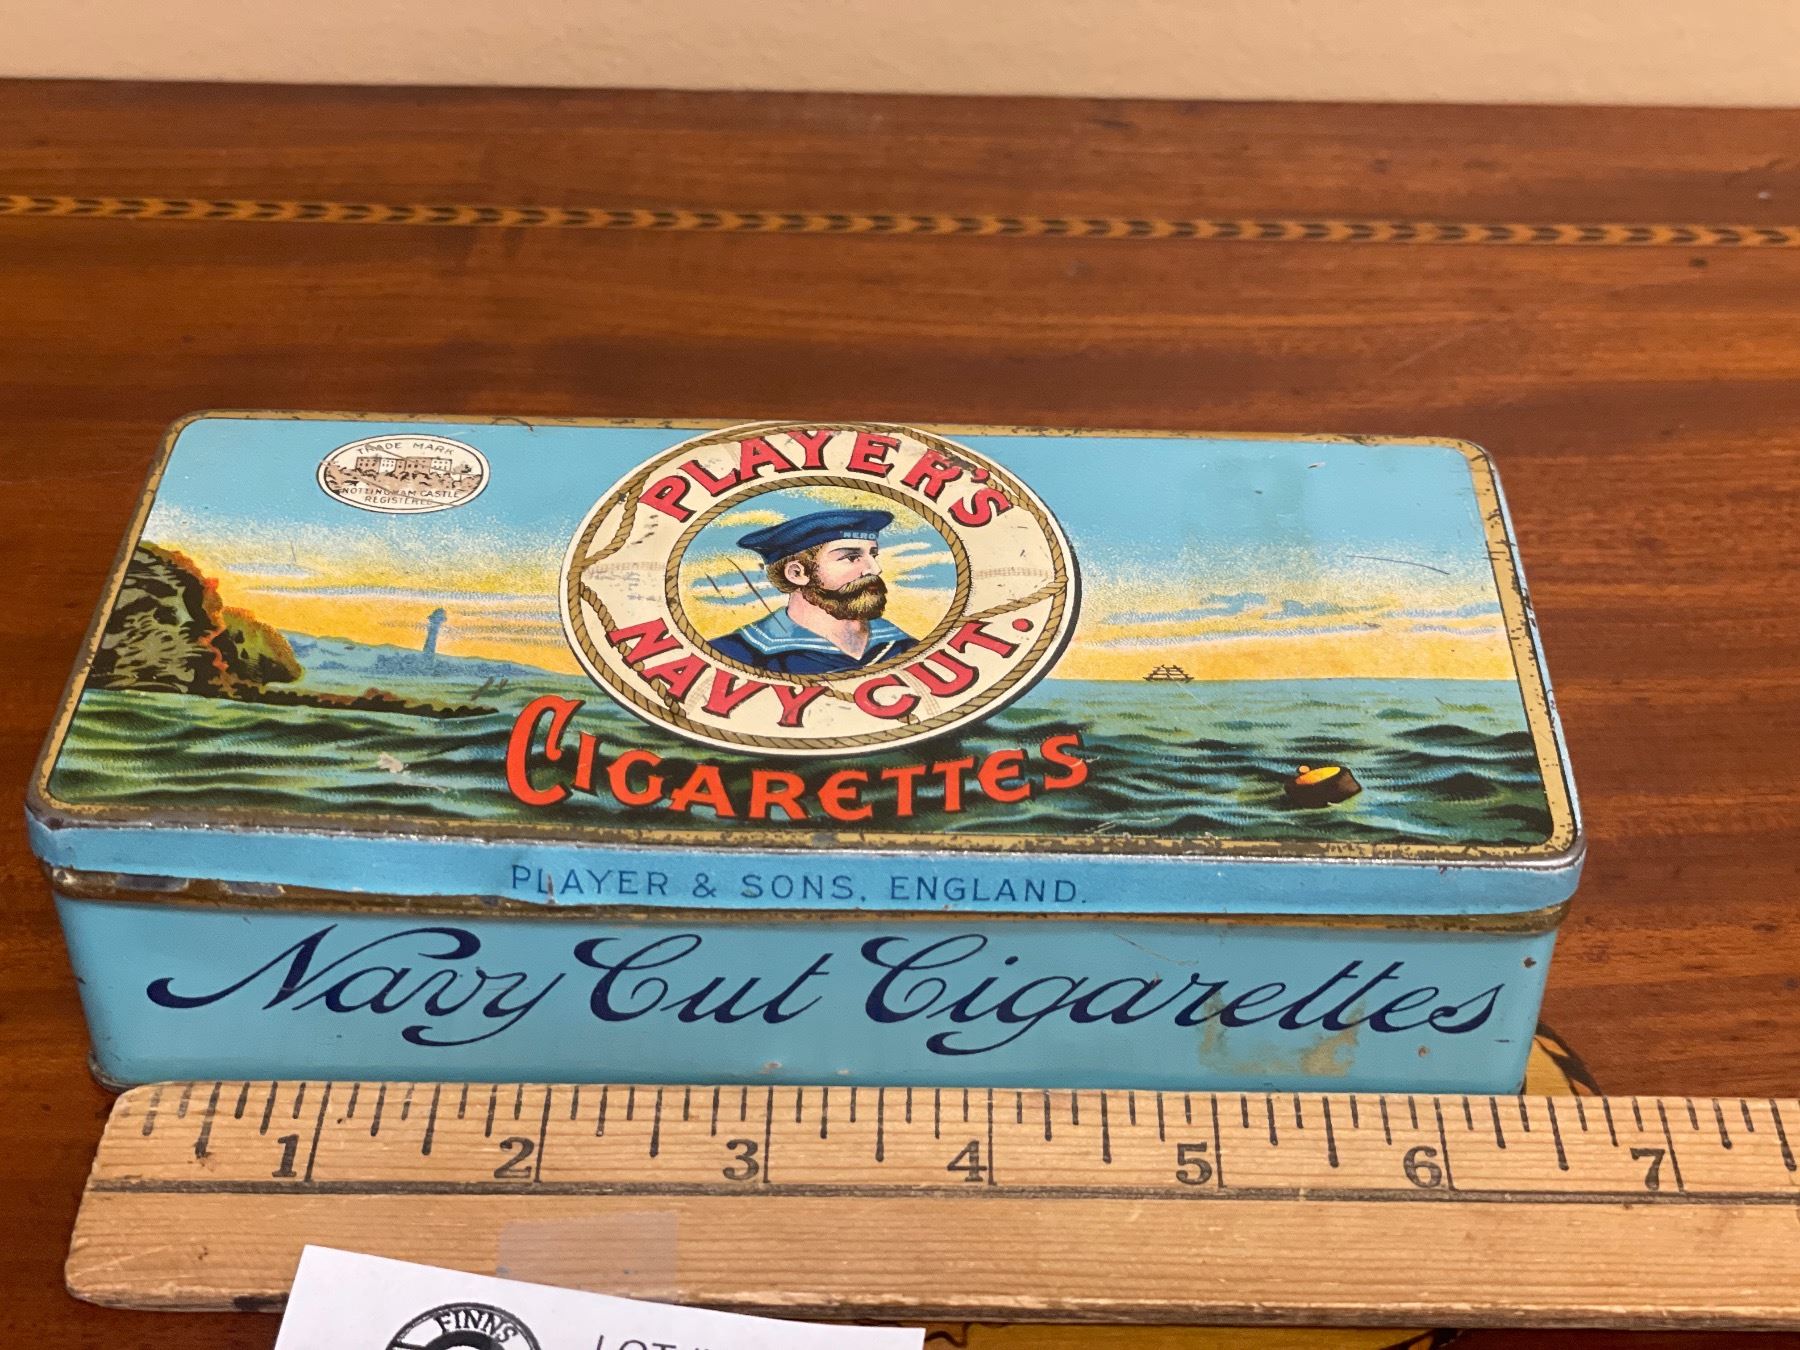 TRADE MARK
NOTTINGHAM CASTLE
REGISTERED
PLAYER'S
NERO
NAVY CUT.
CIGARETTES
PLAYER & SONS, ENGLAND.
Navy Cut Cigarettes
1 2 3 4 5 6 7
FINNS
LOT